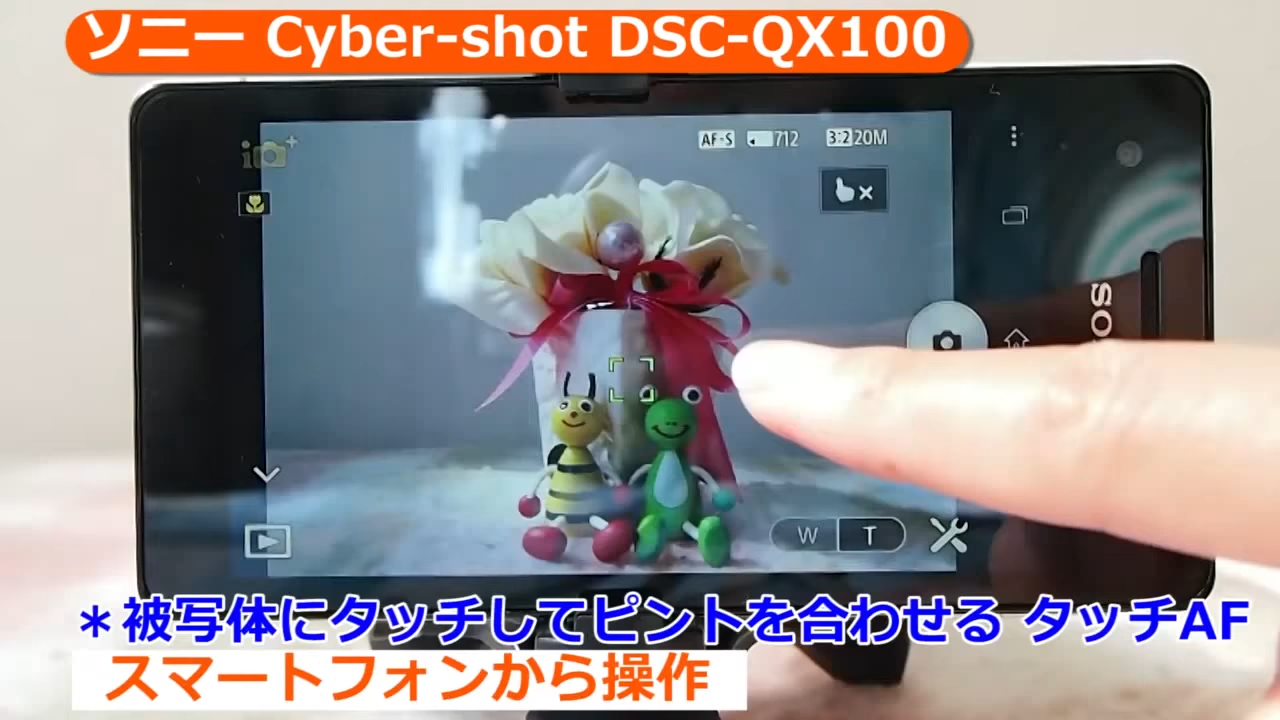 ソニー Cyber-shot DSC-QX100
AF-S 712 3:2 20M
i +
×
SO
W T
＊被写体にタッチしてピントを合わせる タッチAF
スマートフォンから操作